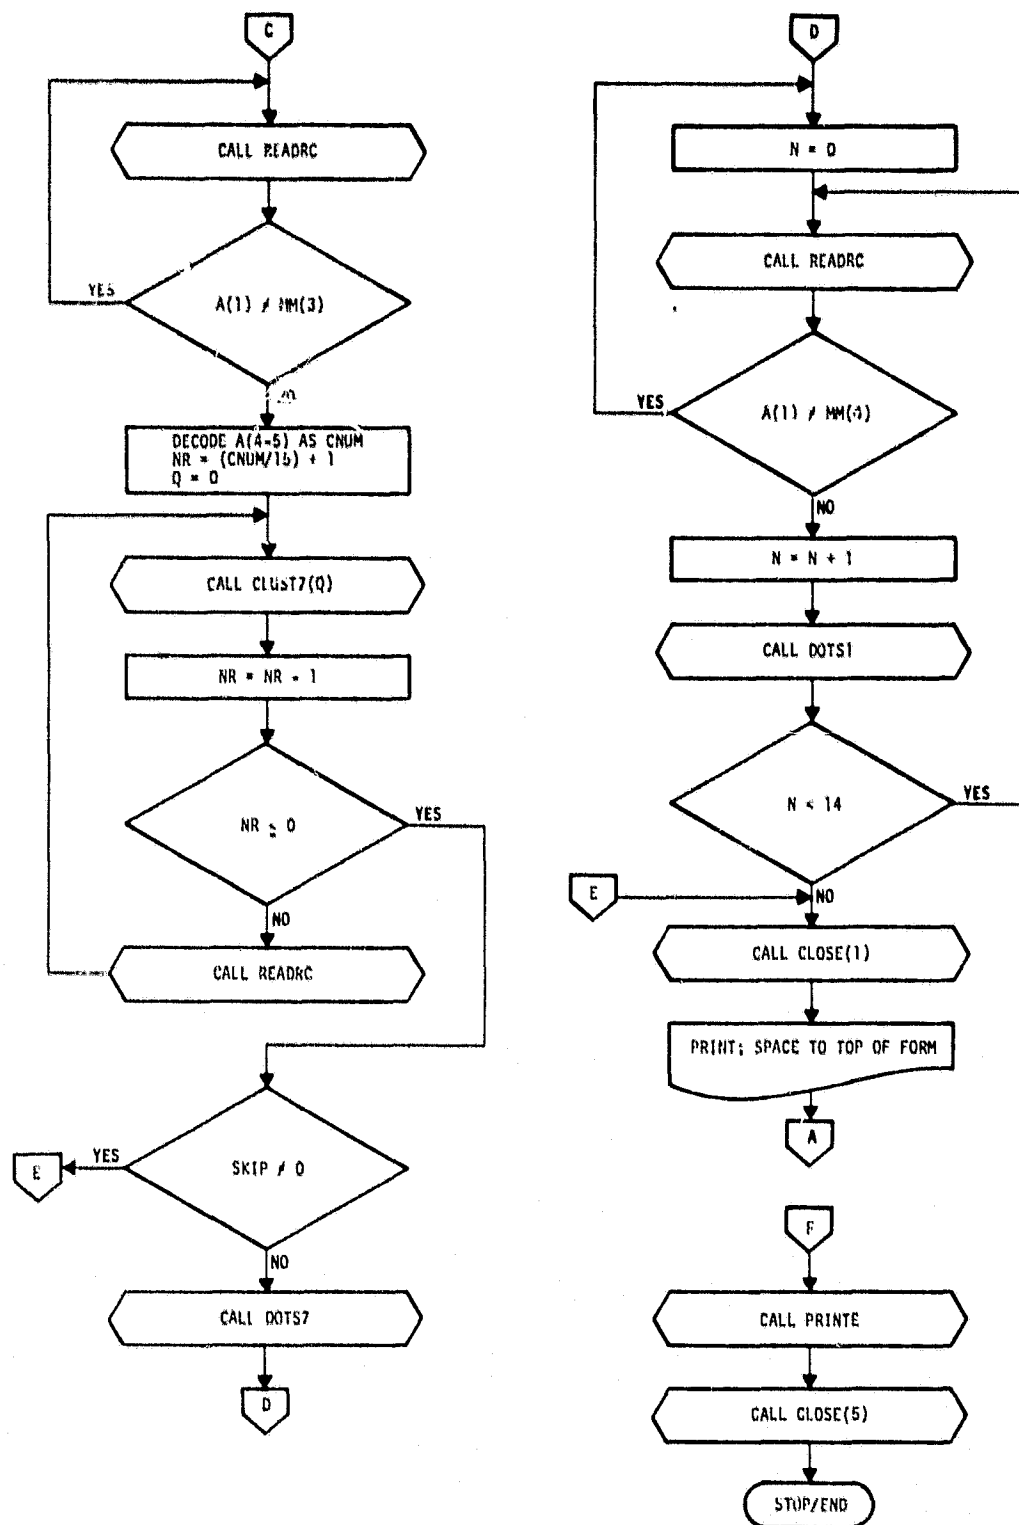 C
CALL READRC
YES
A(1) ≠ MM(3)
NO
DECODE A(4-5) AS CNUM
NR = (CNUM/15) + 1
Q = 0
CALL CLUST7(Q)
NR = NR - 1
NR ≤ 0
YES
NO
CALL READRC
SKIP ≠ 0
YES
E
NO
CALL DOTS7
D
D
N = 0
CALL READRC
A(1) ≠ MM(4)
YES
NO
N = N + 1
CALL DOTS1
N < 14
YES
E
NO
CALL CLOSE(1)
PRINT; SPACE TO TOP OF FORM
A
F
CALL PRINTE
CALL CLOSE(5)
STOP/END